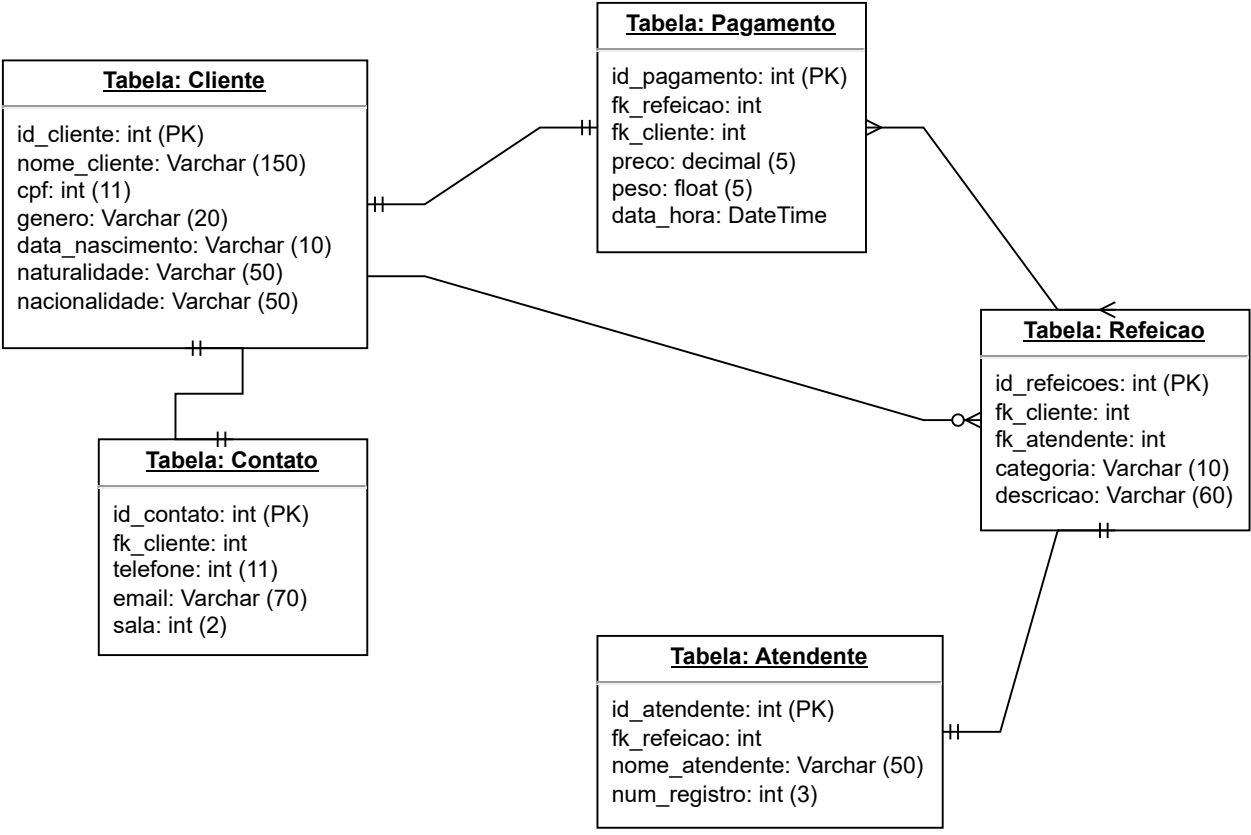 Tabela: Cliente
id_cliente: int (PK)
nome_cliente: Varchar (150)
cpf: int (11)
genero: Varchar (20)
data_nascimento: Varchar (10)
naturalidade: Varchar (50)
nacionalidade: Varchar (50)
Tabela: Pagamento
id_pagamento: int (PK)
fk_refeicao: int
fk_cliente: int
preco: decimal (5)
peso: float (5)
data_hora: DateTime
Tabela: Refeicao
id_refeicoes: int (PK)
fk_cliente: int
fk_atendente: int
categoria: Varchar (10)
descricao: Varchar (60)
Tabela: Contato
id_contato: int (PK)
fk_cliente: int
telefone: int (11)
email: Varchar (70)
sala: int (2)
Tabela: Atendente
id_atendente: int (PK)
fk_refeicao: int
nome_atendente: Varchar (50)
num_registro: int (3)